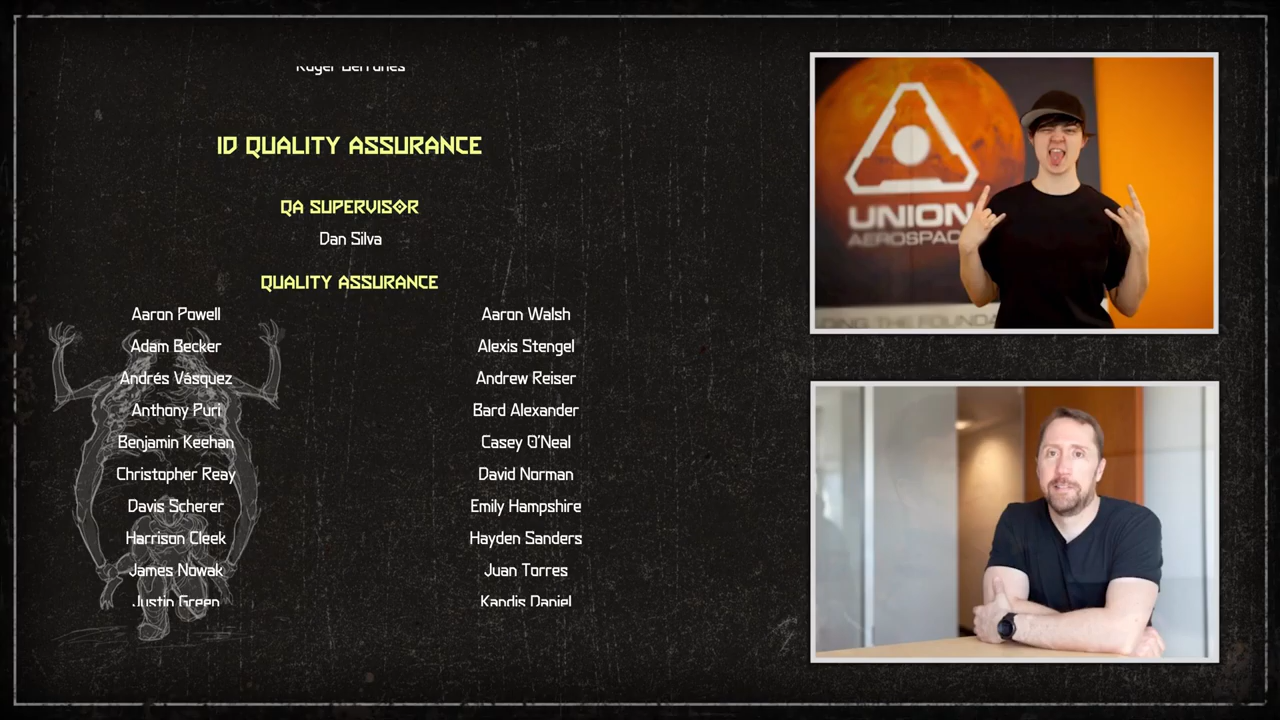 ID QUALITY ASSURANCE
QA SUPERVISOR
Dan Silva
QUALITY ASSURANCE
Aaron Powell
Aaron Walsh
Adam Becker
Alexis Stengel
Andrés Vásquez
Andrew Reiser
Anthony Puri
Bard Alexander
Benjamin Keehan
Casey O'Neal
Christopher Reay
David Norman
Davis Scherer
Emily Hampshire
Harrison Cleek
Hayden Sanders
James Nowak
Juan Torres
Justin Green
Kandis Daniel
UNION
AEROSPAC
THE FOUNDA